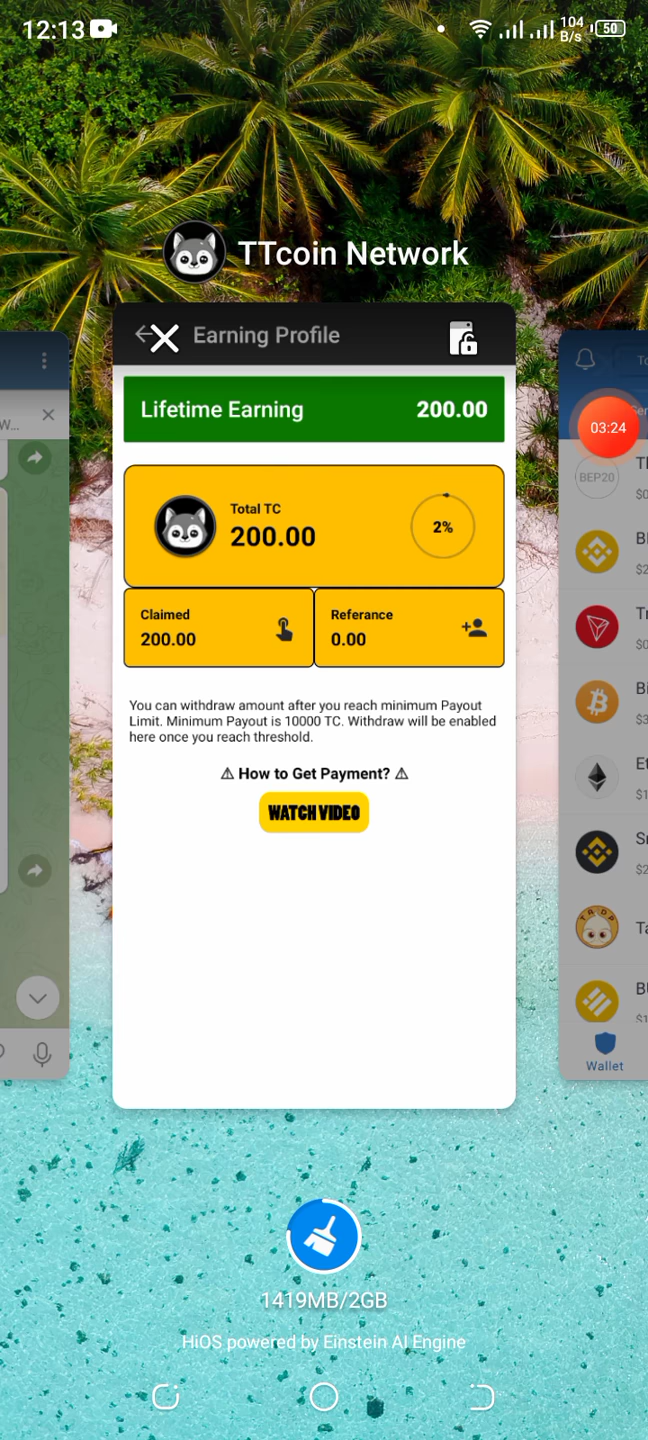 12:13
104
B/s
50
TTcoin Network
Earning Profile
Lifetime Earning 200.00
Total TC
200.00
2%
Claimed
200.00
Referance
0.00
You can withdraw amount after you reach minimum Payout
Limit. Minimum Payout is 10000 TC. Withdraw will be enabled
here once you reach threshold.
⚠ How to Get Payment? ⚠
WATCH VIDEO
W...
03:24
BEP20
Wallet
1419MB/2GB
HiOS powered by Einstein AI Engine